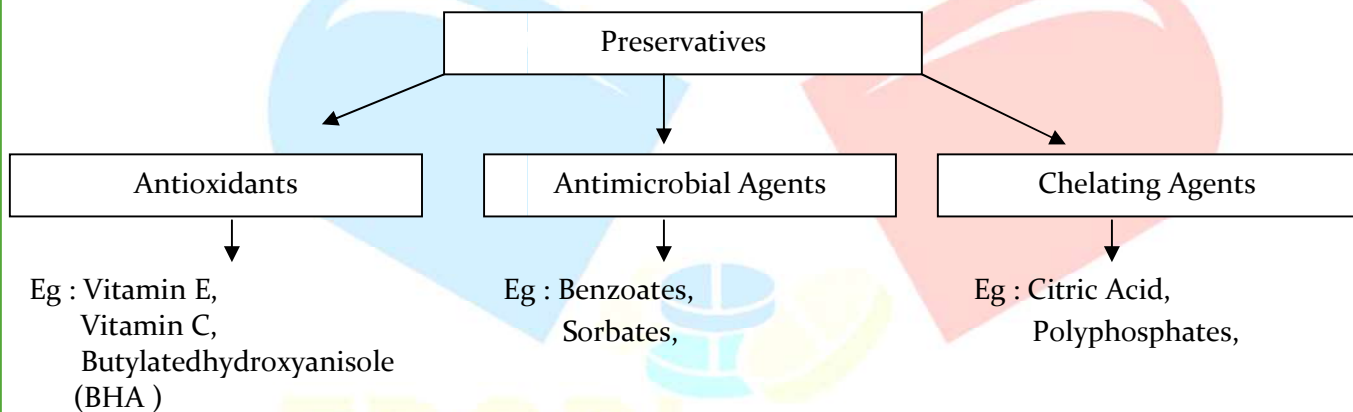 Preservatives
Antioxidants
Antimicrobial Agents
Chelating Agents
Eg : Vitamin E,
Vitamin C,
Butylatedhydroxyanisole
(BHA )
Eg : Benzoates,
Sorbates,
Eg : Citric Acid,
Polyphosphates,